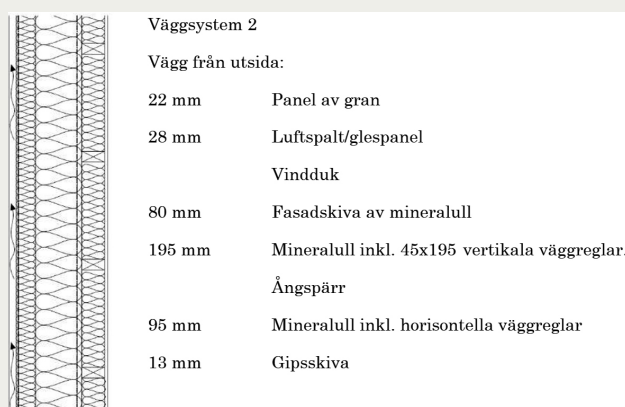 Väggsystem 2
Vägg från utsida:
22 mm Panel av gran
28 mm Luftspalt/glespanel
Vindduk
80 mm Fasadskiva av mineralull
195 mm Mineralull inkl. 45x195 vertikala väggreglar.
Ångspärr
95 mm Mineralull inkl. horisontella väggreglar
13 mm Gipsskiva